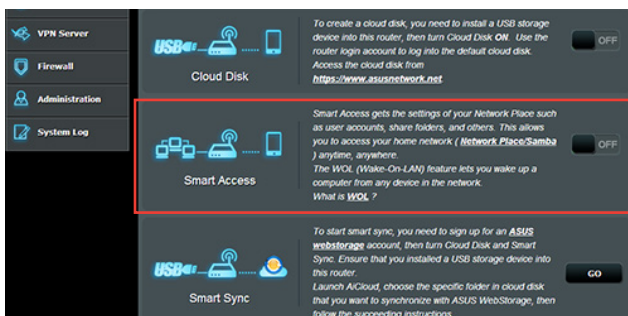 VPN Server
Firewall
Administration
System Log
USB
Cloud Disk
To create a cloud disk, you need to install a USB storage
device into this router, then turn Cloud Disk ON. Use the
router login account to log into the default cloud disk.
Access the cloud disk from
https://www.asusnetwork.net.
OFF
Smart Access
Smart Access gets the settings of your Network Place such
as user accounts, share folders, and others. This allows
you to access your home network ( Network Place/Samba
) anytime, anywhere.
The WOL (Wake-On-LAN) feature lets you wake up a
computer from any device in the network.
What is WOL ?
OFF
USB
Smart Sync
To start smart sync, you need to sign up for an ASUS
webstorage account, then turn Cloud Disk and Smart
Sync. Ensure that you installed a USB storage device into
this router.
Launch AiCloud, choose the specific folder in cloud disk
that you want to synchronize with ASUS WebStorage, then
follow the succeeding instructions.
GO